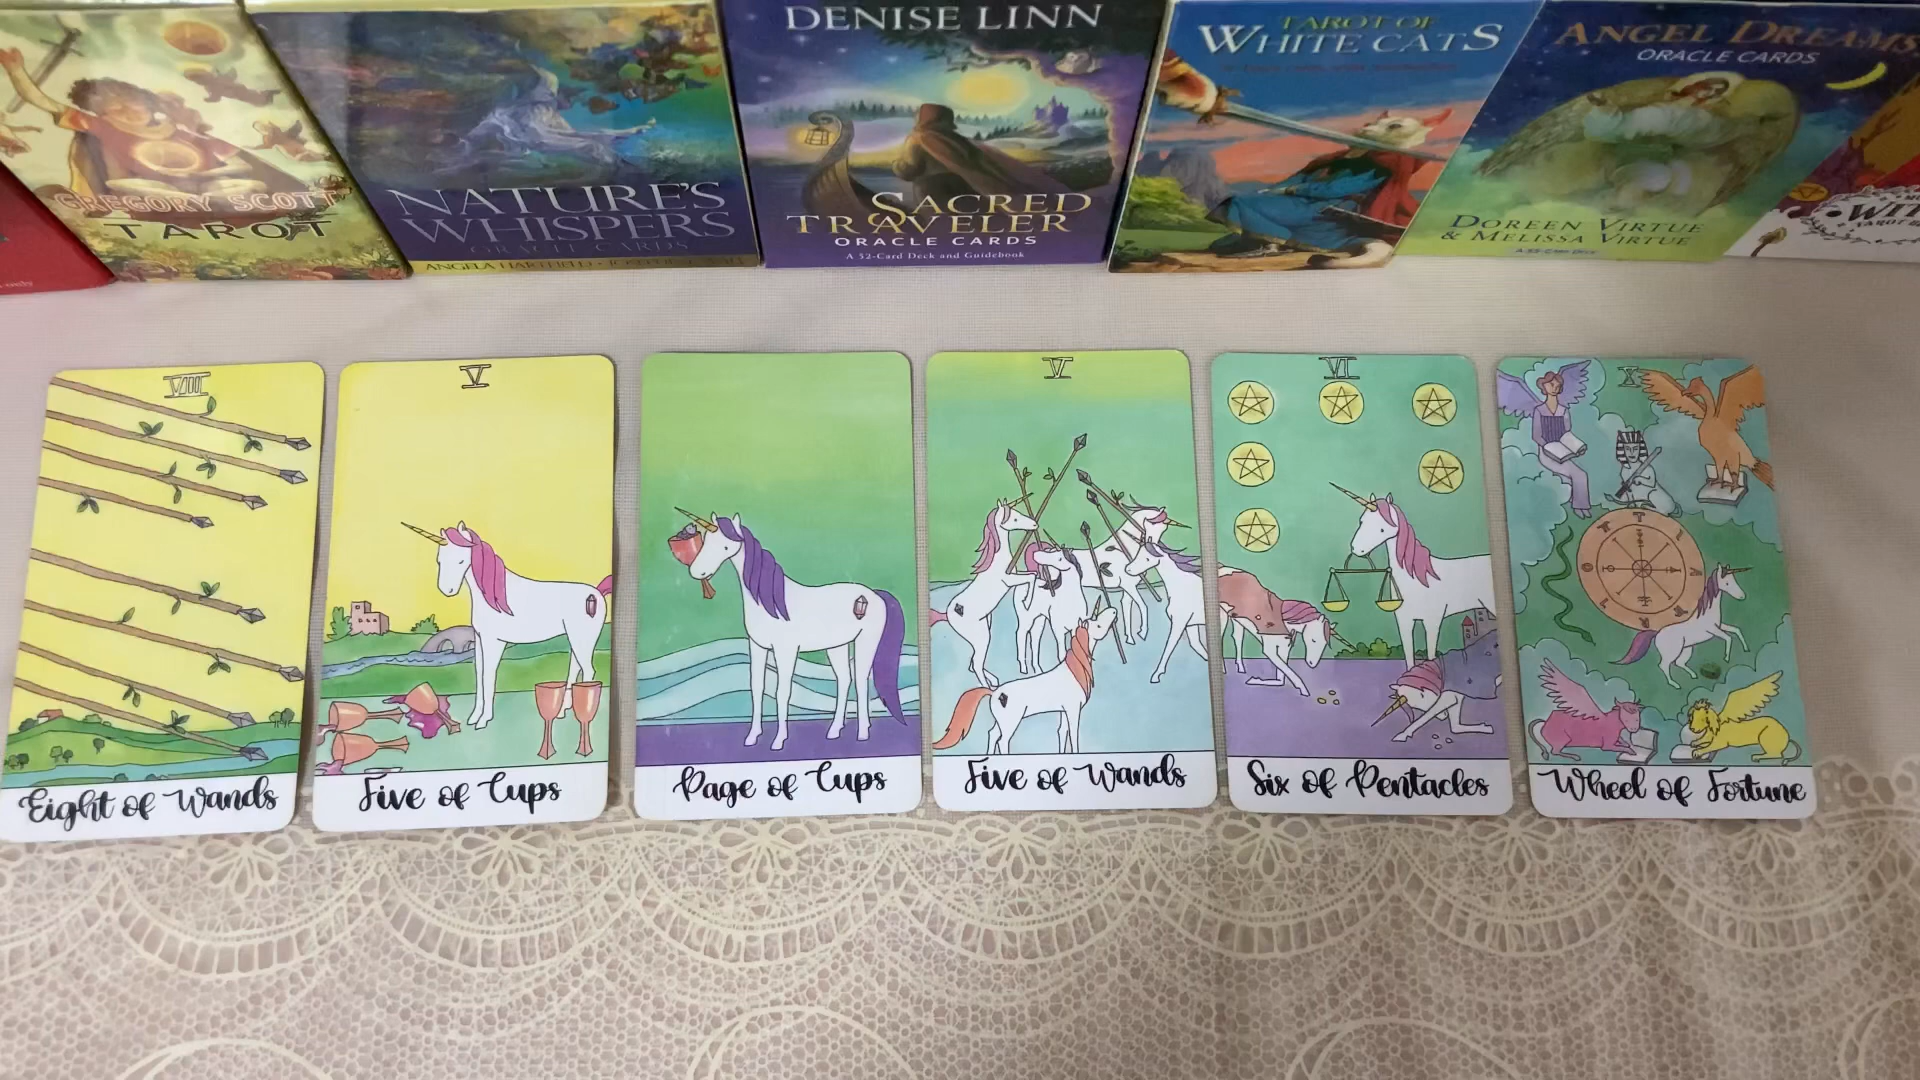 GREGORY SCOTT
TAROT
NATURE'S
WHISPERS
ORACLE CARDS
DENISE LINN
SACRED
TRAVELER
ORACLE CARDS
A 52-Card Deck and Guidebook
TAROT OF
WHITE CATS
ANGEL DREAMS
ORACLE CARDS
DOREEN VIRTUE
& MELISSA VIRTUE
VIII
Eight of Wands
V
Five of Cups
Page of Cups
V
Five of Wands
VI
Six of Pentacles
X
Wheel of Fortune